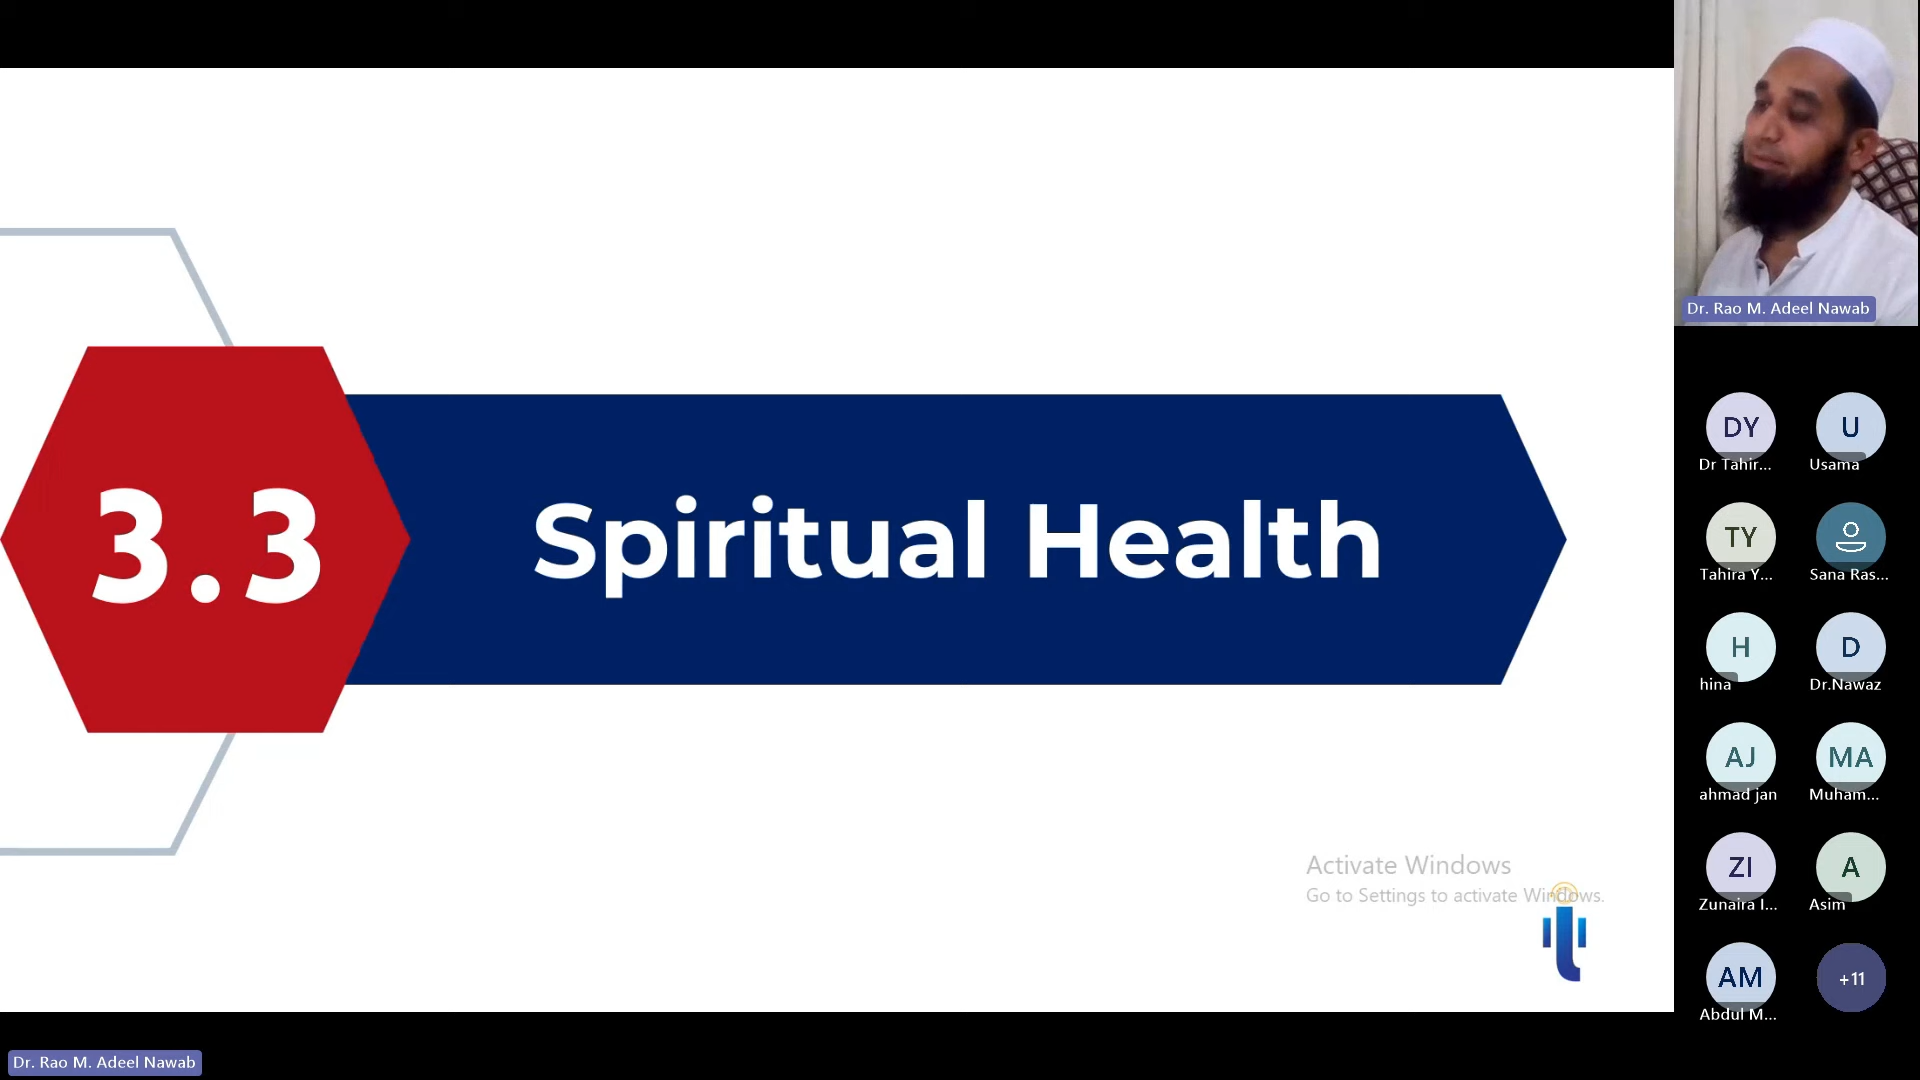 3.3
Spiritual Health
Activate Windows
Go to Settings to activate Windows.
Dr. Rao M. Adeel Nawab
DY
Dr Tahir...
U
Usama
TY
Tahira Y...
Sana Ras...
H
hina
D
Dr.Nawaz
AJ
ahmad jan
MA
Muham...
ZI
Zunaira I...
A
Asim
AM
Abdul M...
+11
Dr. Rao M. Adeel Nawab